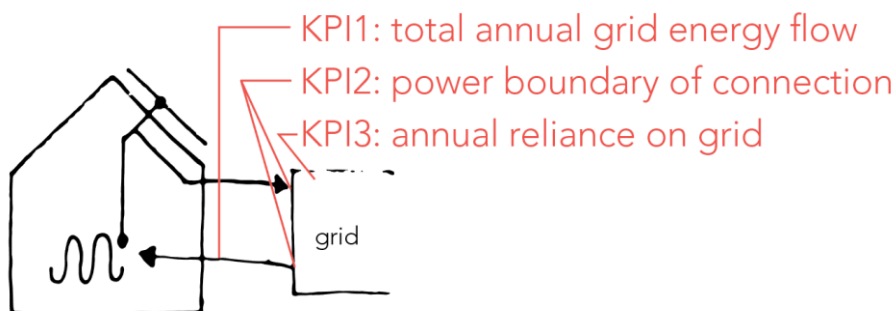 KPI1: total annual grid energy flow
KPI2: power boundary of connection
KPI3: annual reliance on grid
grid